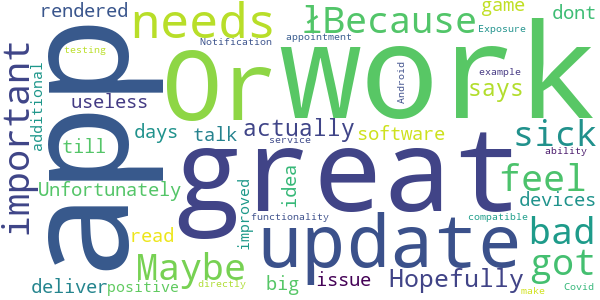 rendered
needs
łBecause
game
dont
testing
Notification
appointment
Exposure
app
Or
work
important
additional
useless
Android
example
says
days
talk
actually
software
sick
till
great
service
ability
Unfortunately
improved
idea
feel
devices
read
functionality
update
compatible
bad
deliver
positive
Maybe
directly
big
issue
Hopefully
make
got
Covid